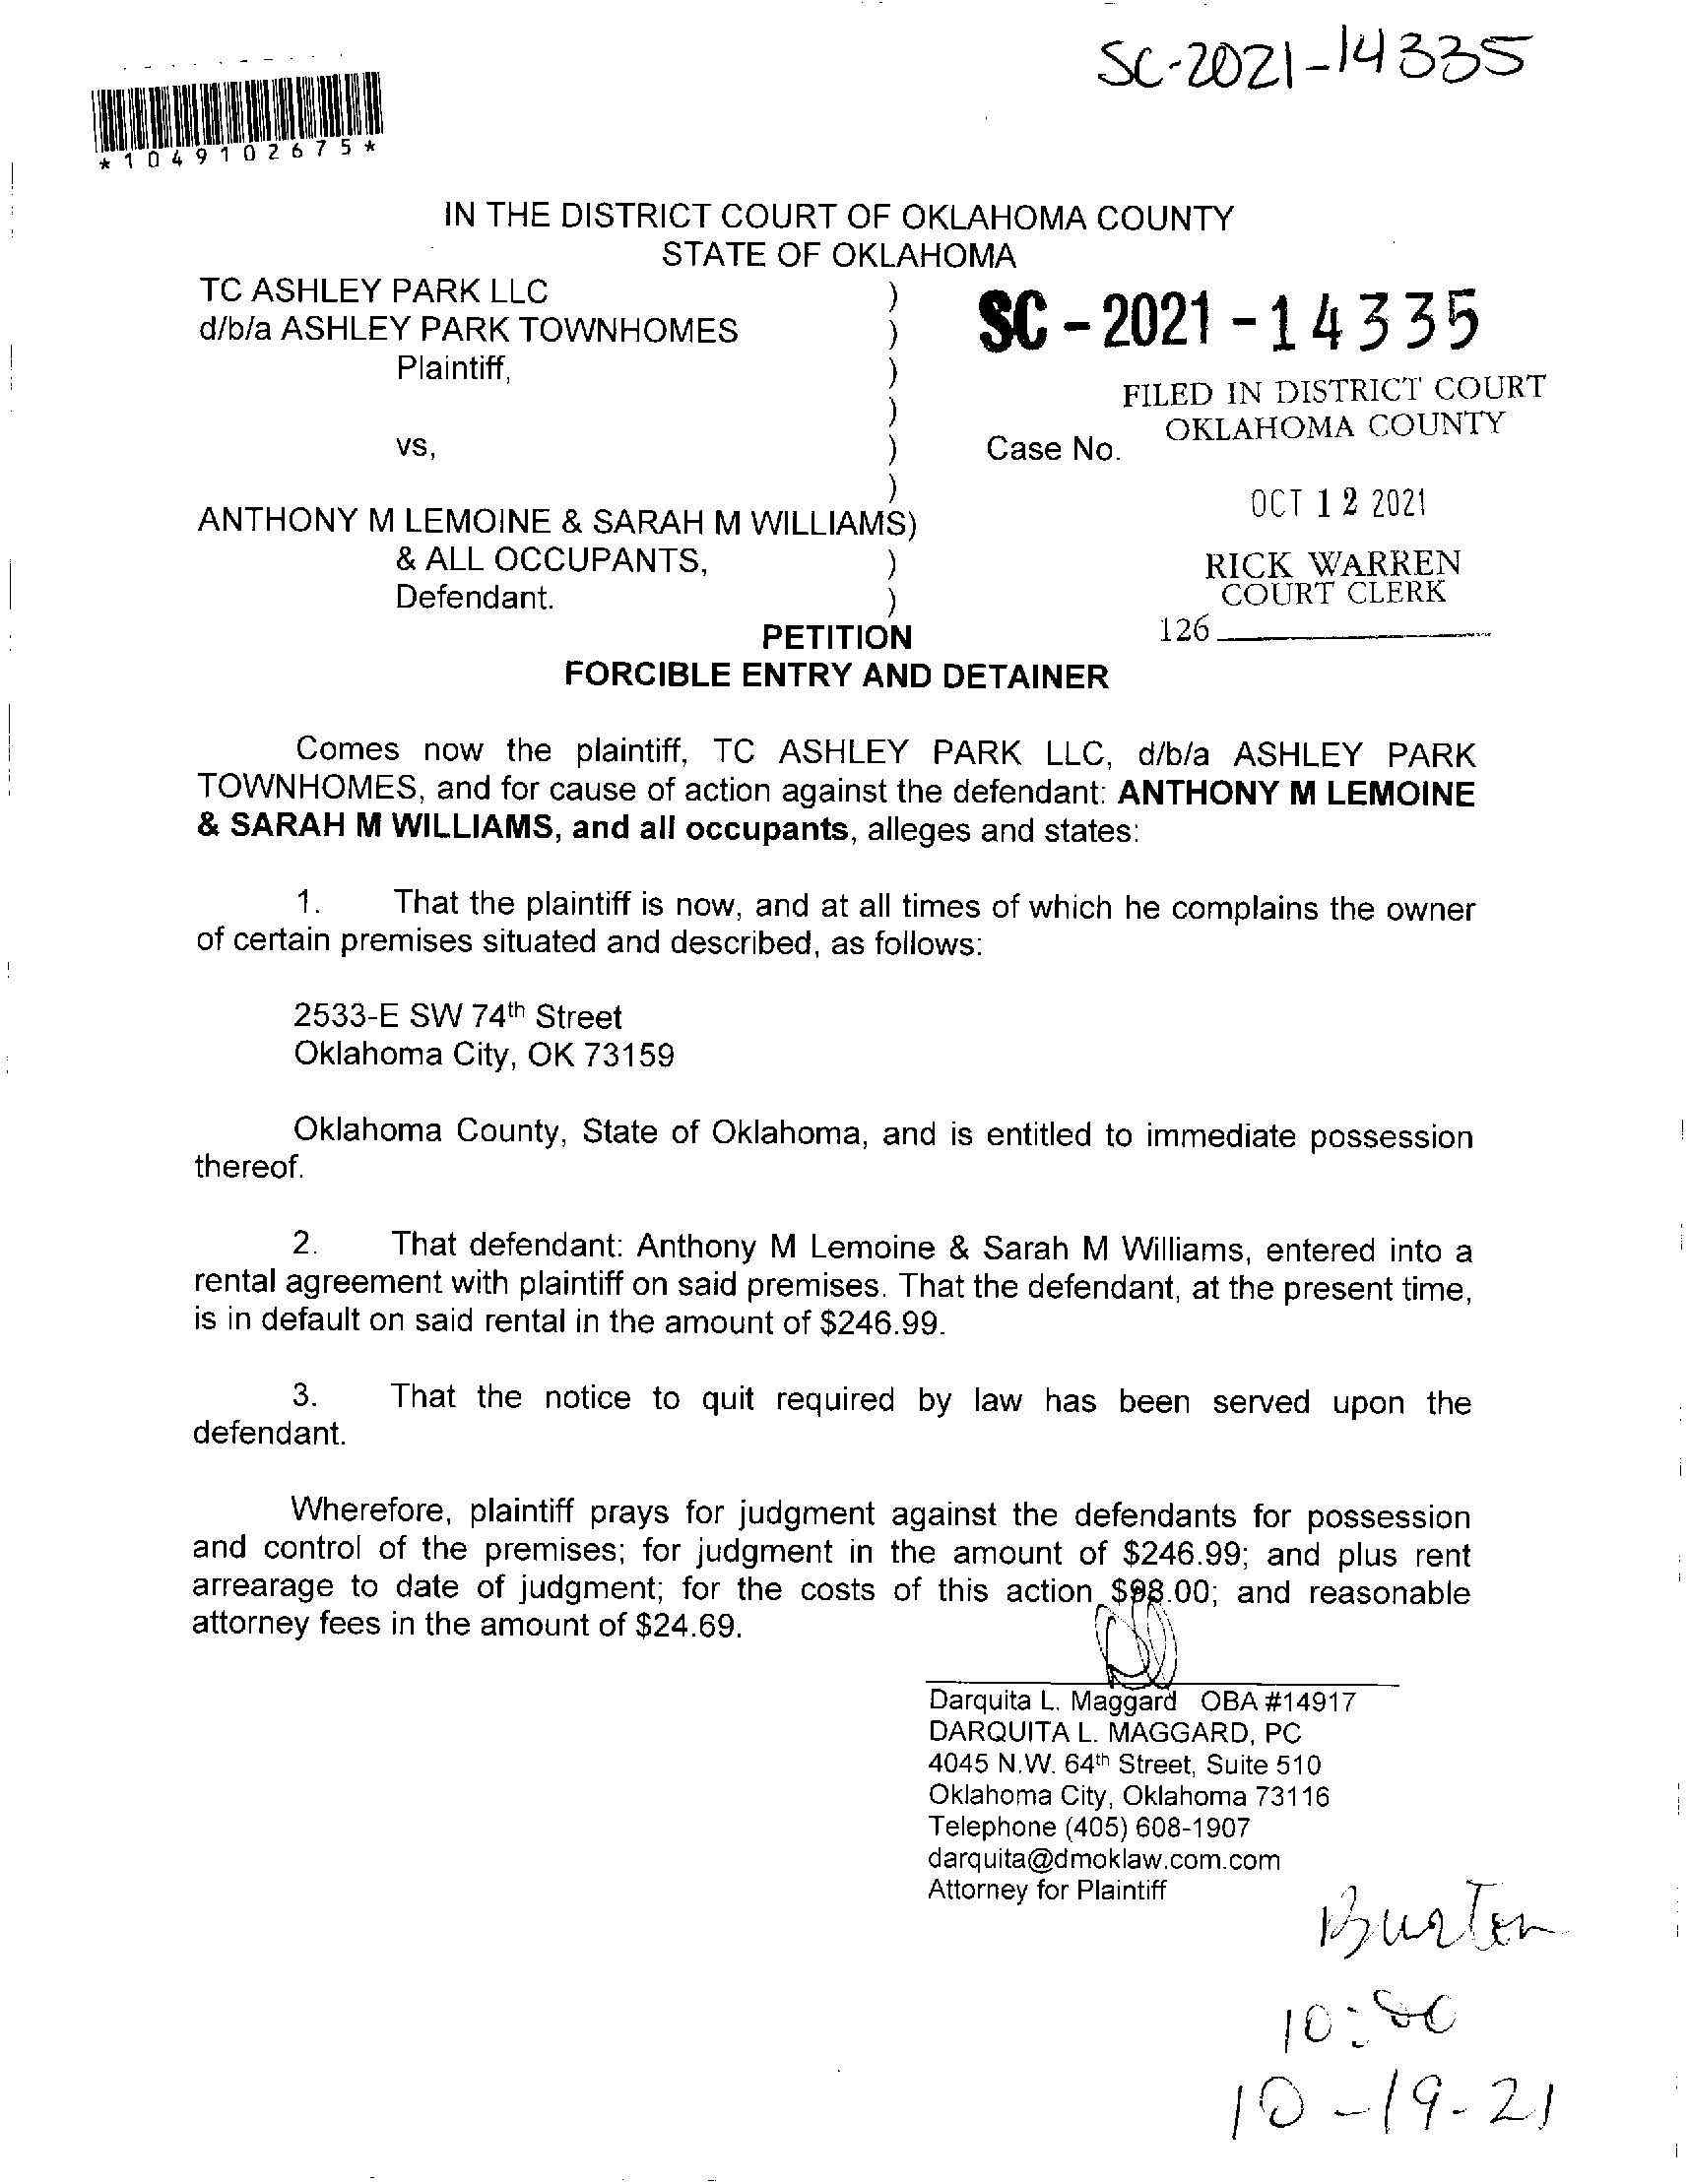 SC-2021-14335
*1049102675*
IN THE DISTRICT COURT OF OKLAHOMA COUNTY
STATE OF OKLAHOMA
TC ASHLEY PARK LLC )
d/b/a ASHLEY PARK TOWNHOMES )
Plaintiff, )
)
vs, )
)
ANTHONY M LEMOINE & SARAH M WILLIAMS)
& ALL OCCUPANTS, )
Defendant. )
SC-2021-14335
FILED IN DISTRICT COURT
OKLAHOMA COUNTY
Case No.
OCT 12 2021
RICK WARREN
COURT CLERK
126
PETITION
FORCIBLE ENTRY AND DETAINER
Comes now the plaintiff, TC ASHLEY PARK LLC, d/b/a ASHLEY PARK
TOWNHOMES, and for cause of action against the defendant: ANTHONY M LEMOINE
& SARAH M WILLIAMS, and all occupants, alleges and states:
1. That the plaintiff is now, and at all times of which he complains the owner
of certain premises situated and described, as follows:
2533-E SW 74th Street
Oklahoma City, OK 73159
Oklahoma County, State of Oklahoma, and is entitled to immediate possession
thereof.
2. That defendant: Anthony M Lemoine & Sarah M Williams, entered into a
rental agreement with plaintiff on said premises. That the defendant, at the present time,
is in default on said rental in the amount of $246.99.
3. That the notice to quit required by law has been served upon the
defendant.
Wherefore, plaintiff prays for judgment against the defendants for possession
and control of the premises; for judgment in the amount of $246.99; and plus rent
arrearage to date of judgment; for the costs of this action and reasonable
attorney fees in the amount of $24.69.
Darquita L. Maggard OBA #14917
DARQUITA L. MAGGARD, PC
4045 N.W. 64th Street, Suite 510
Oklahoma City, Oklahoma 73116
Telephone (405) 608-1907
darquita@dmoklaw.com.com
Attorney for Plaintiff
Burton
10-19-21